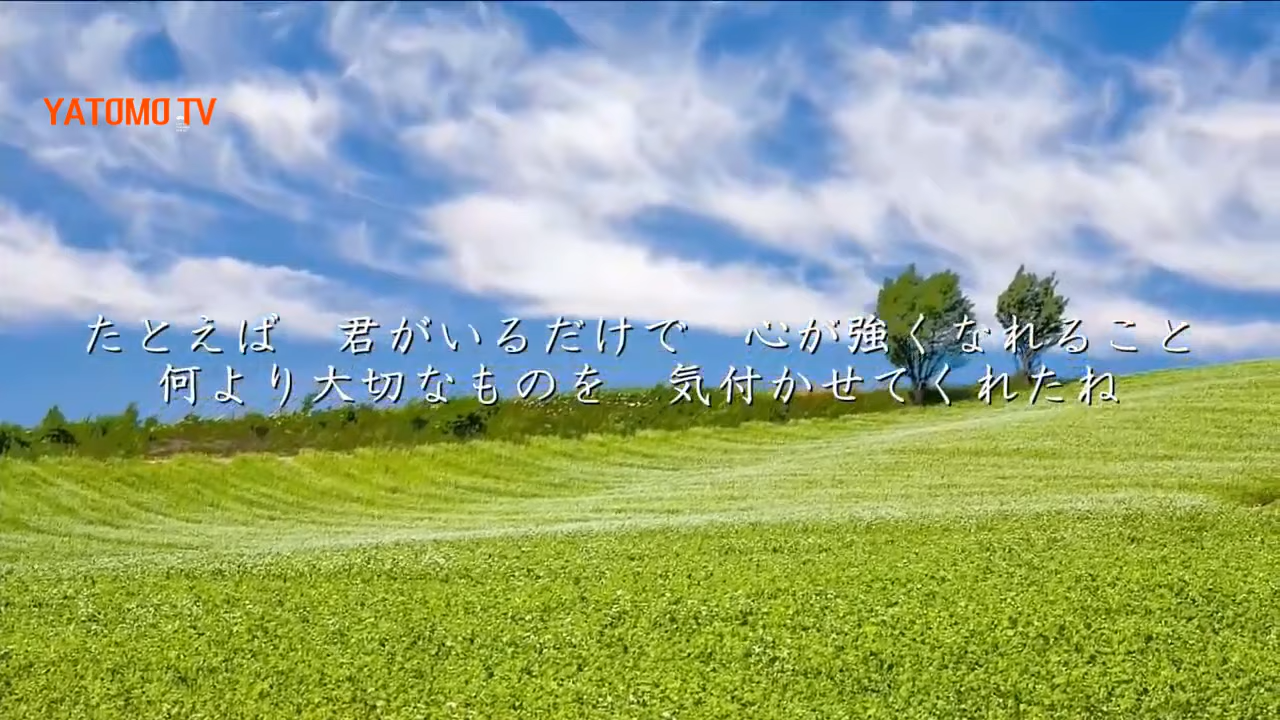 YATOMO TV
たとえば　君がいるだけで　心が強くなれること
何より大切なものを　気付かせてくれたね